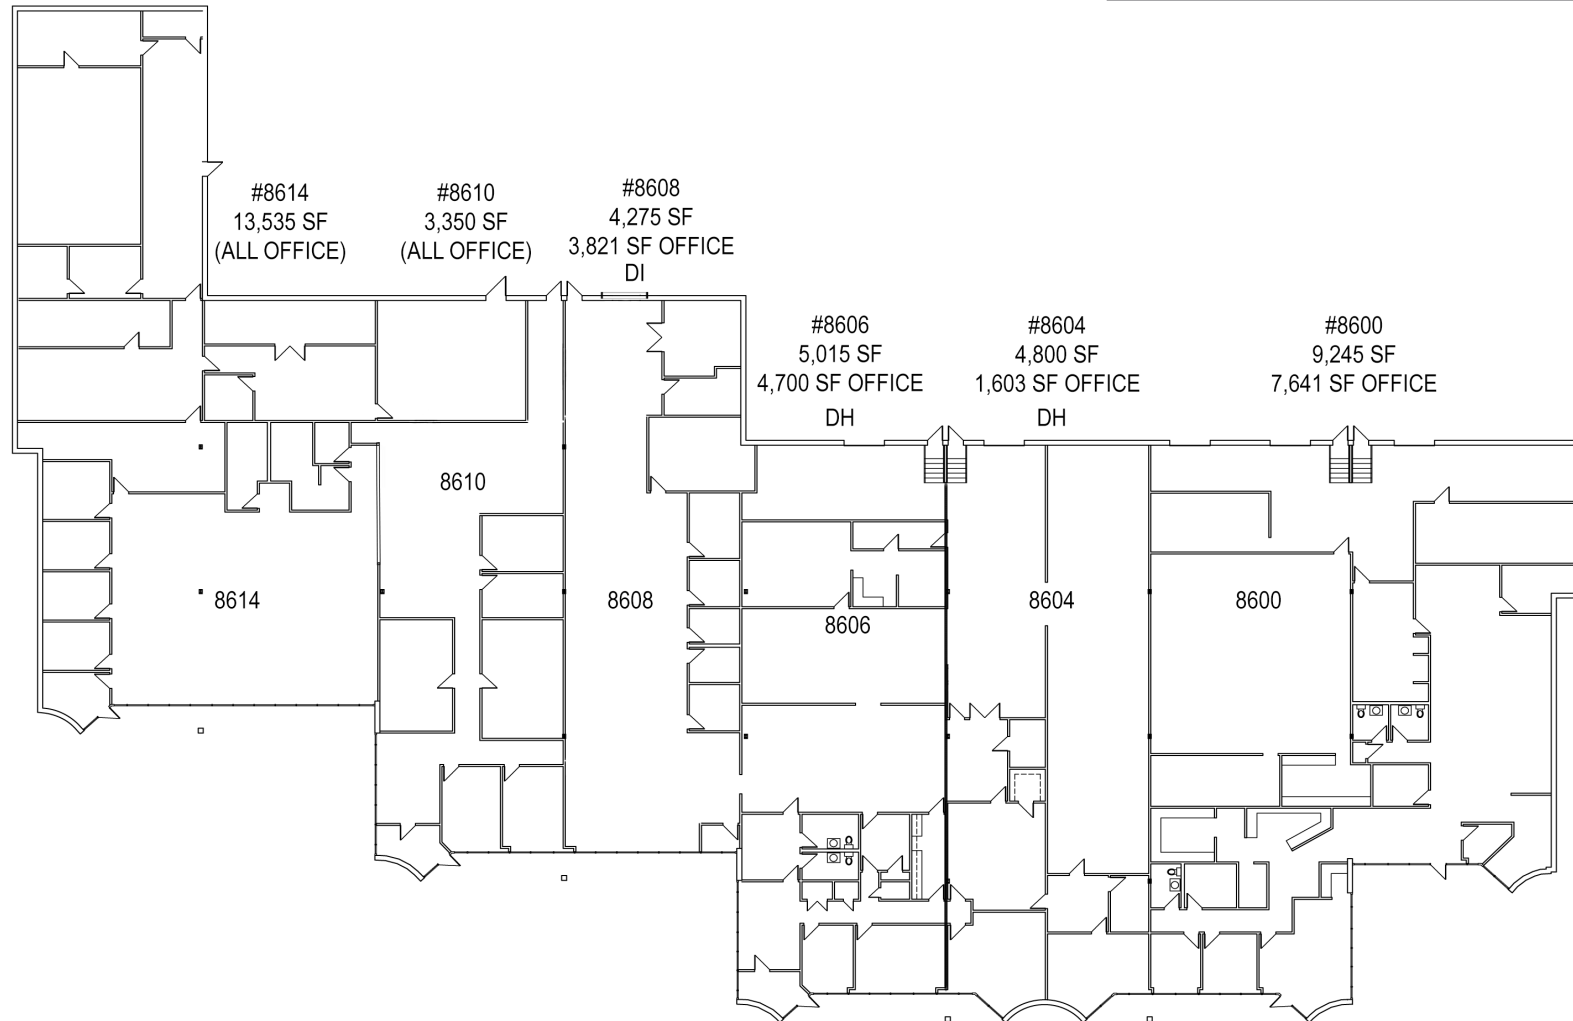 #8614
13,535 SF
(ALL OFFICE)
#8610
3,350 SF
(ALL OFFICE)
#8608
4,275 SF
3,821 SF OFFICE
DI
#8606
5,015 SF
4,700 SF OFFICE
DH
#8604
4,800 SF
1,603 SF OFFICE
DH
#8600
9,245 SF
7,641 SF OFFICE
8610
8614
8608
8606
8604
8600